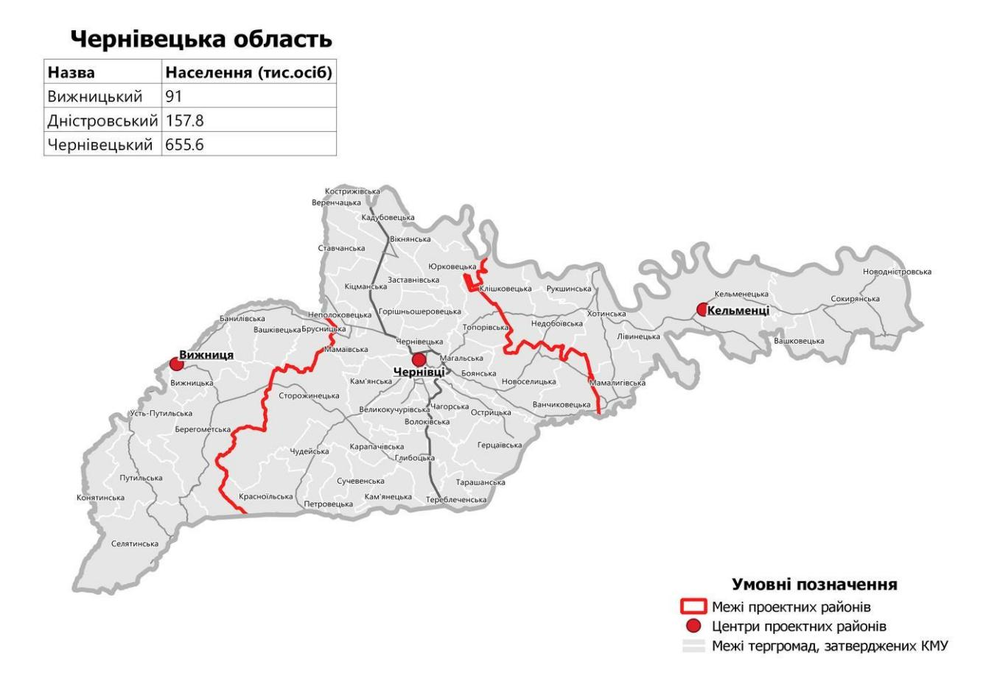 Чернівецька область
Назва Населення (тис.осіб)
Вижницький 91
Дністровський 157.8
Чернівецький 655.6
Кострижівська
Веренчацька
Кадубовецька
Вікнянська
Ставчанська
Юрковецька
Новодністровська
Заставнівська
Кіцманська
Клішковецька
Рукшинська
Кельменецька
Сокирянська
Кельменці
Горішньошеровецька
Неполоковецька
Хотинська
Банилівська
Недобоївська
Топорівська
Вашківецька
Брусницька
Лівинецька
Чернівецька
Вашковецька
Мамаївська
Вижниця
Магальська
Чернівці
Боянська
Вижницька
Кам'янська
Новоселицька
Мамалигівська
Сторожинецька
Ванчиковецька
Чагорська
Великокучурівська
Усть-Путильська
Острицька
Волоківська
Берегометська
Герцаївська
Карапачівська
Чудейська
Глибоцька
Путильська
Сучевенська
Тарашанська
Красноїльська
Кам'янецька
Конятинська
Тереблеченська
Петровецька
Селятинська
Умовні позначення
Межі проектних районів
Центри проектних районів
Межі тергромад, затверджених КМУ